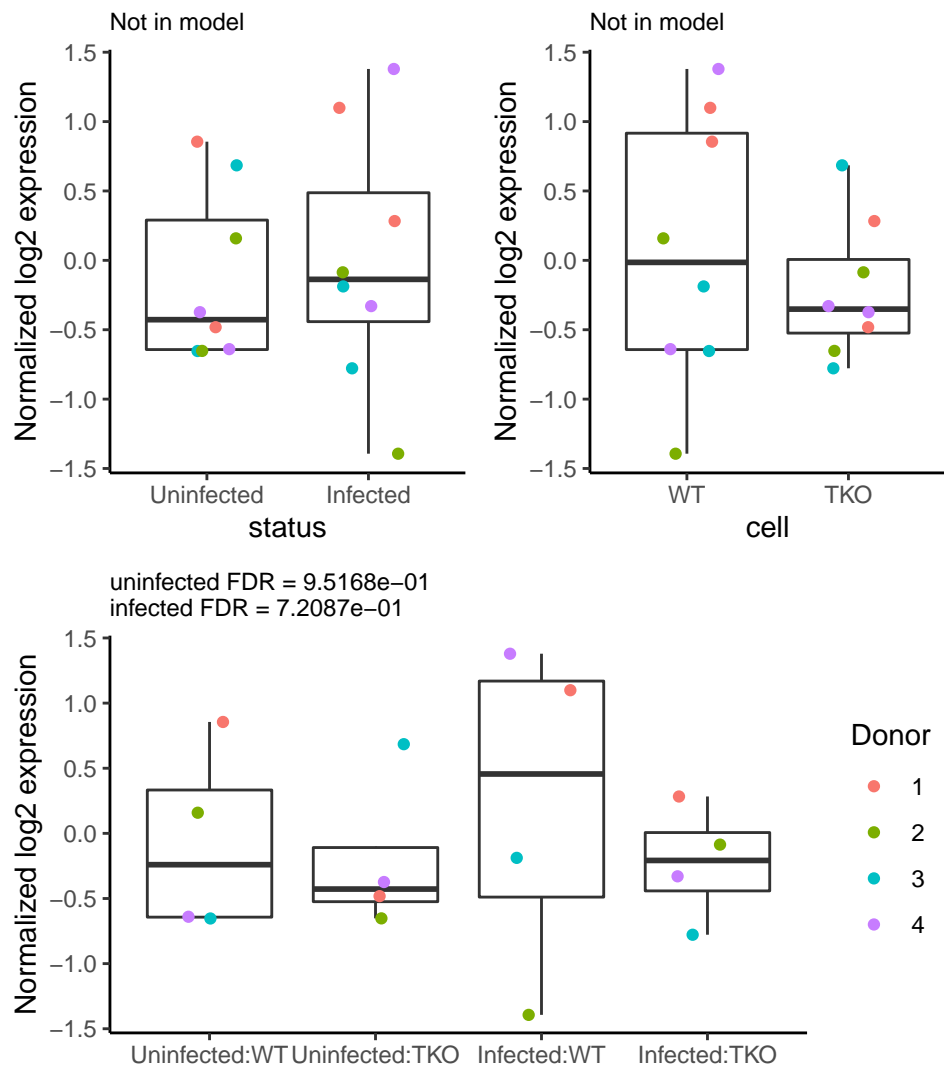 Not in model
Normalized log2 expression
1.5
1.0
0.5
0.0
−0.5
−1.0
−1.5
Uninfected
Infected
status
Not in model
Normalized log2 expression
1.5
1.0
0.5
0.0
−0.5
−1.0
−1.5
WT
TKO
cell
uninfected FDR = 9.5168e−01
infected FDR = 7.2087e−01
Normalized log2 expression
1.5
1.0
0.5
0.0
−0.5
−1.0
−1.5
Uninfected:WT
Uninfected:TKO
Infected:WT
Infected:TKO
Donor
1
2
3
4